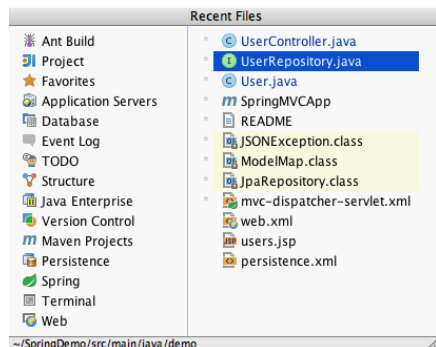 Recent Files
Ant Build
Project
Favorites
Application Servers
Database
Event Log
TODO
Structure
Java Enterprise
Version Control
Maven Projects
Persistence
Spring
Terminal
Web
UserController.java
UserRepository.java
User.java
SpringMVCApp
README
JSONException.class
ModelMap.class
JpaRepository.class
mvc-dispatcher-servlet.xml
web.xml
users.jsp
persistence.xml
~/SpringDemo/src/main/java/demo